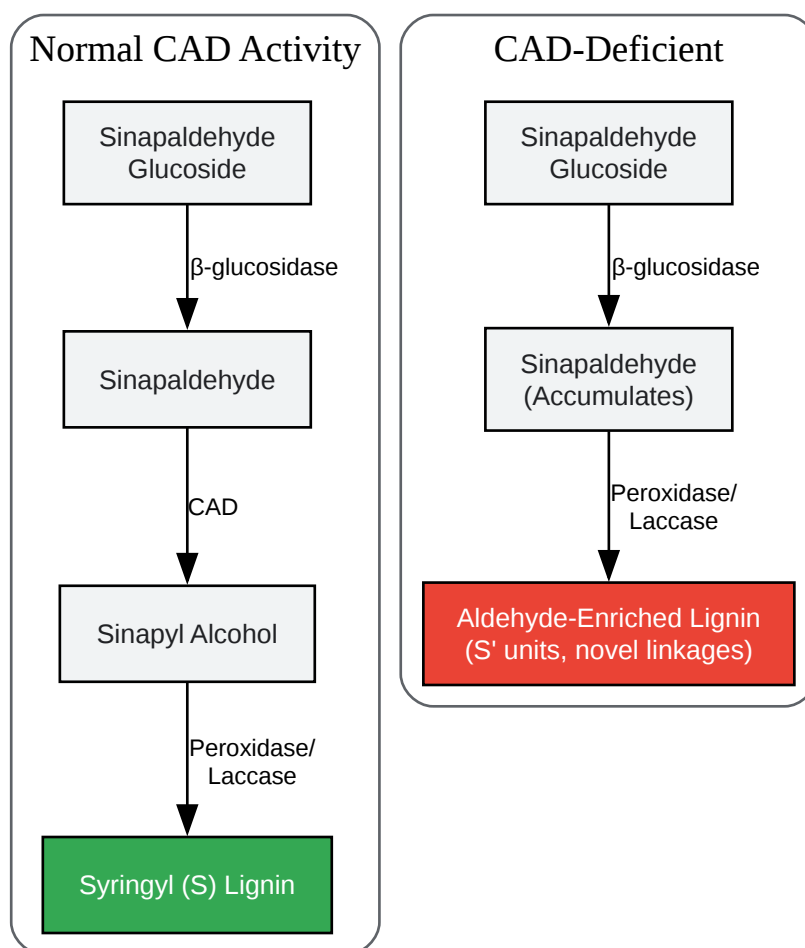 Normal CAD Activity
Sinapaldehyde
Glucoside
β-glucosidase
Sinapaldehyde
CAD
Sinapyl Alcohol
Peroxidase/
Laccase
Syringyl (S) Lignin
CAD-Deficient
Sinapaldehyde
Glucoside
β-glucosidase
Sinapaldehyde
(Accumulates)
Peroxidase/
Laccase
Aldehyde-Enriched Lignin
(S' units, novel linkages)